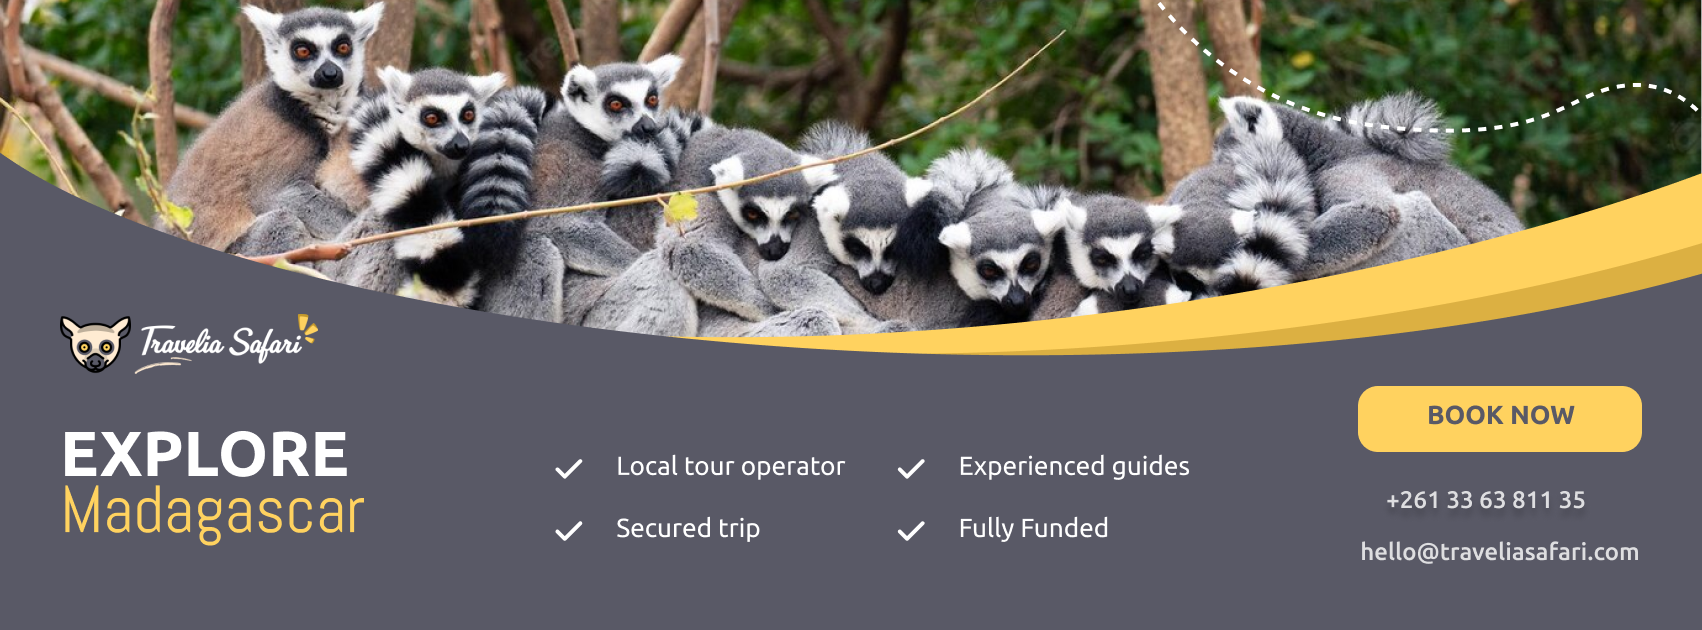 Travelia Safari
EXPLORE
Madagascar
Local tour operator
Experienced guides
Secured trip
Fully Funded
BOOK NOW
+261 33 63 811 35
hello@traveliasafari.com